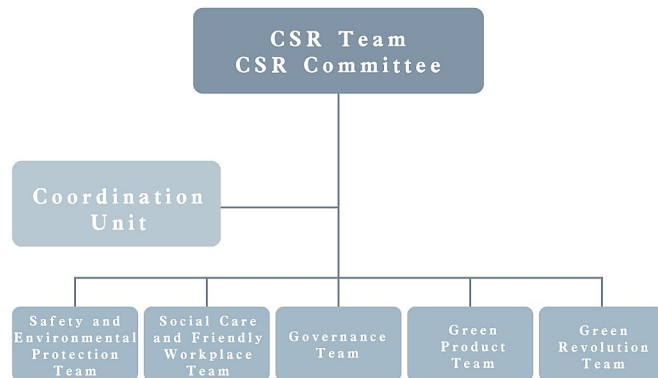 CSR Team
CSR Committee
Coordination
Unit
Safety and
Environmental
Protection
Team
Social Care
and Friendly
Workplace
Team
Governance
Team
Green
Product
Team
Green
Revolution
Team